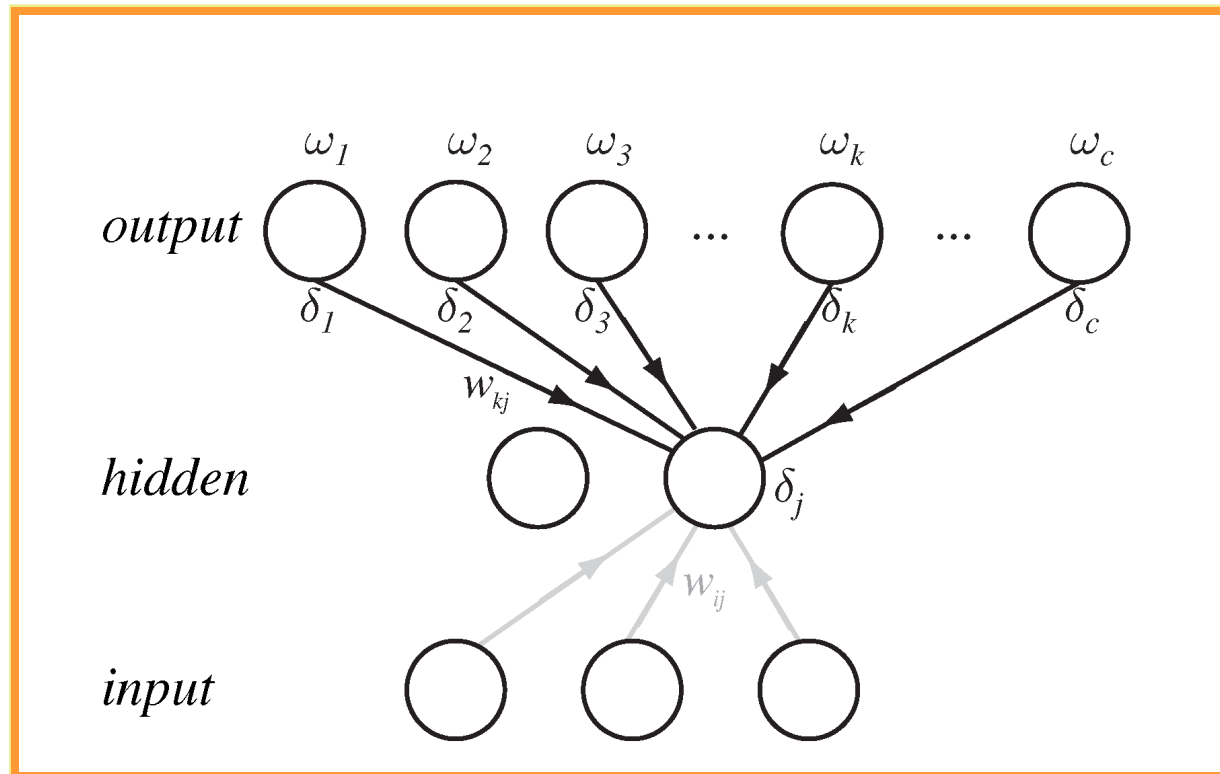 ω1 ω2 ω3 ωk ωc
output ... ...
δ1 δ2 δ3 δk δc
wkj
hidden δj
wij
input